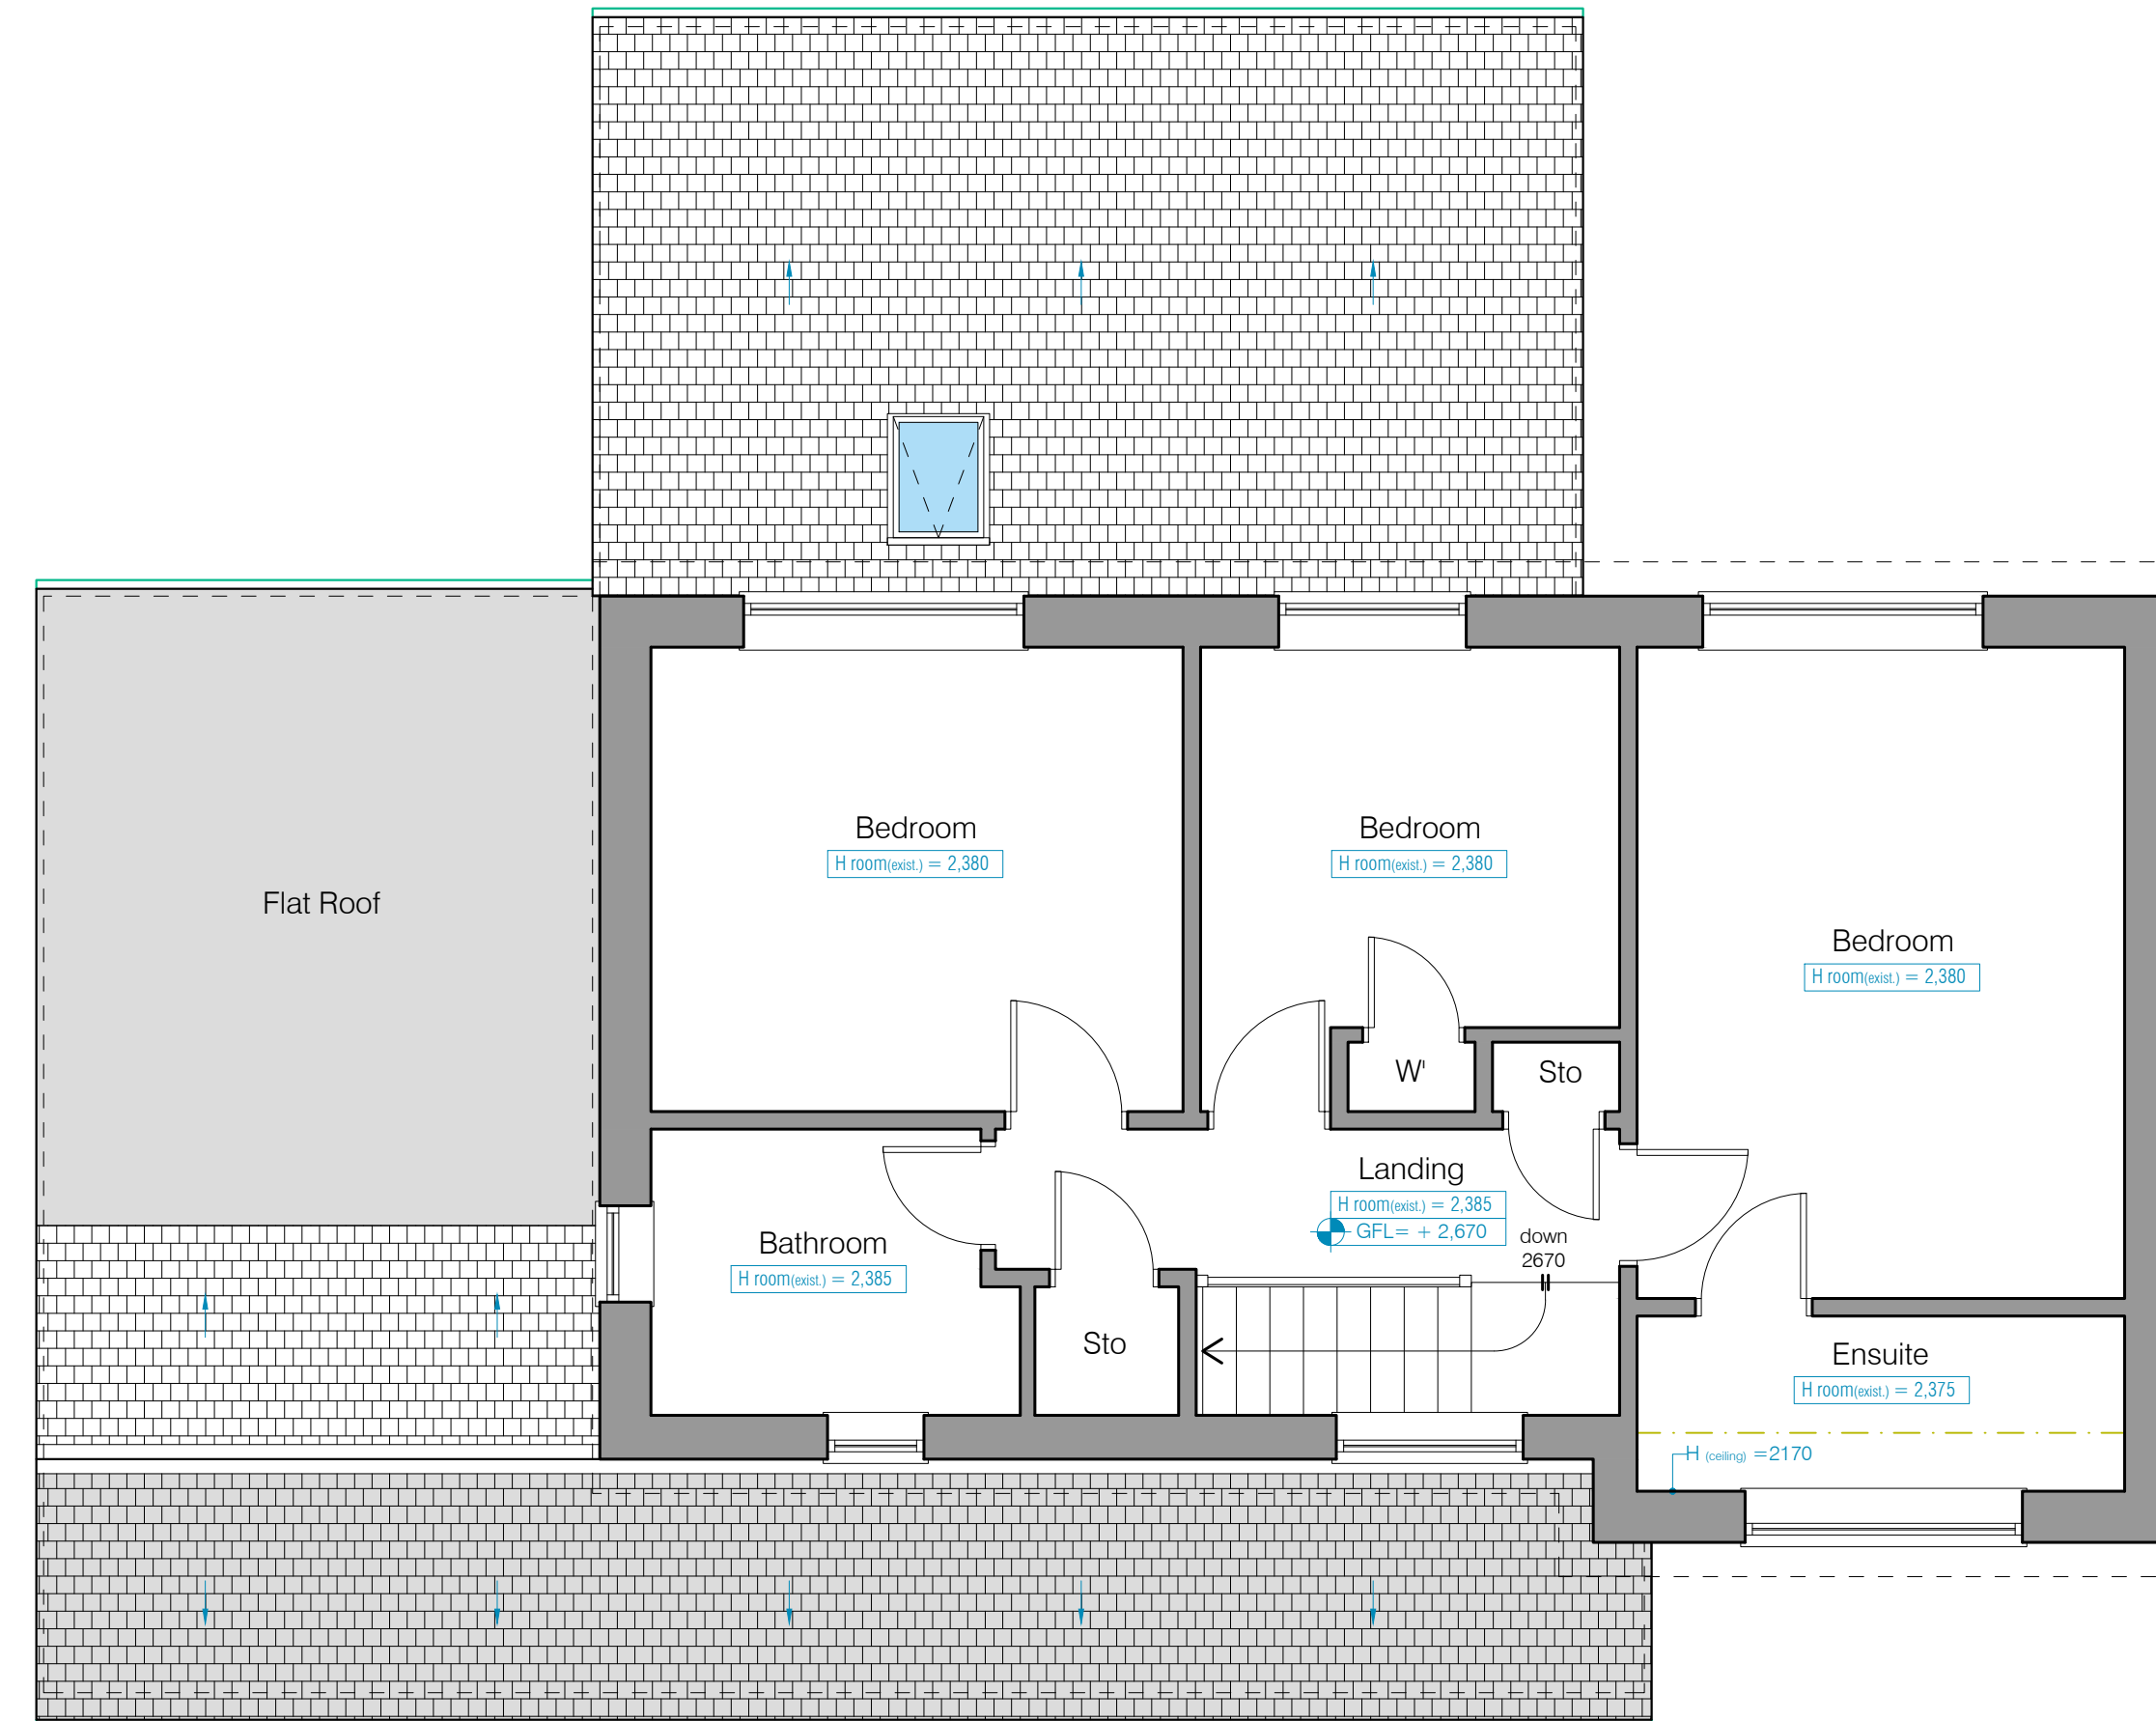 Bedroom
H room(exist.) = 2,380
Bedroom
H room(exist.) = 2,380
Flat Roof
Bedroom
H room(exist.) = 2,380
W'
Sto
Landing
H room(exist.) = 2,385
GFL= + 2,670
down
2670
Bathroom
H room(exist.) = 2,385
Sto
Ensuite
H room(exist.) = 2,375
H (ceiling) =2170